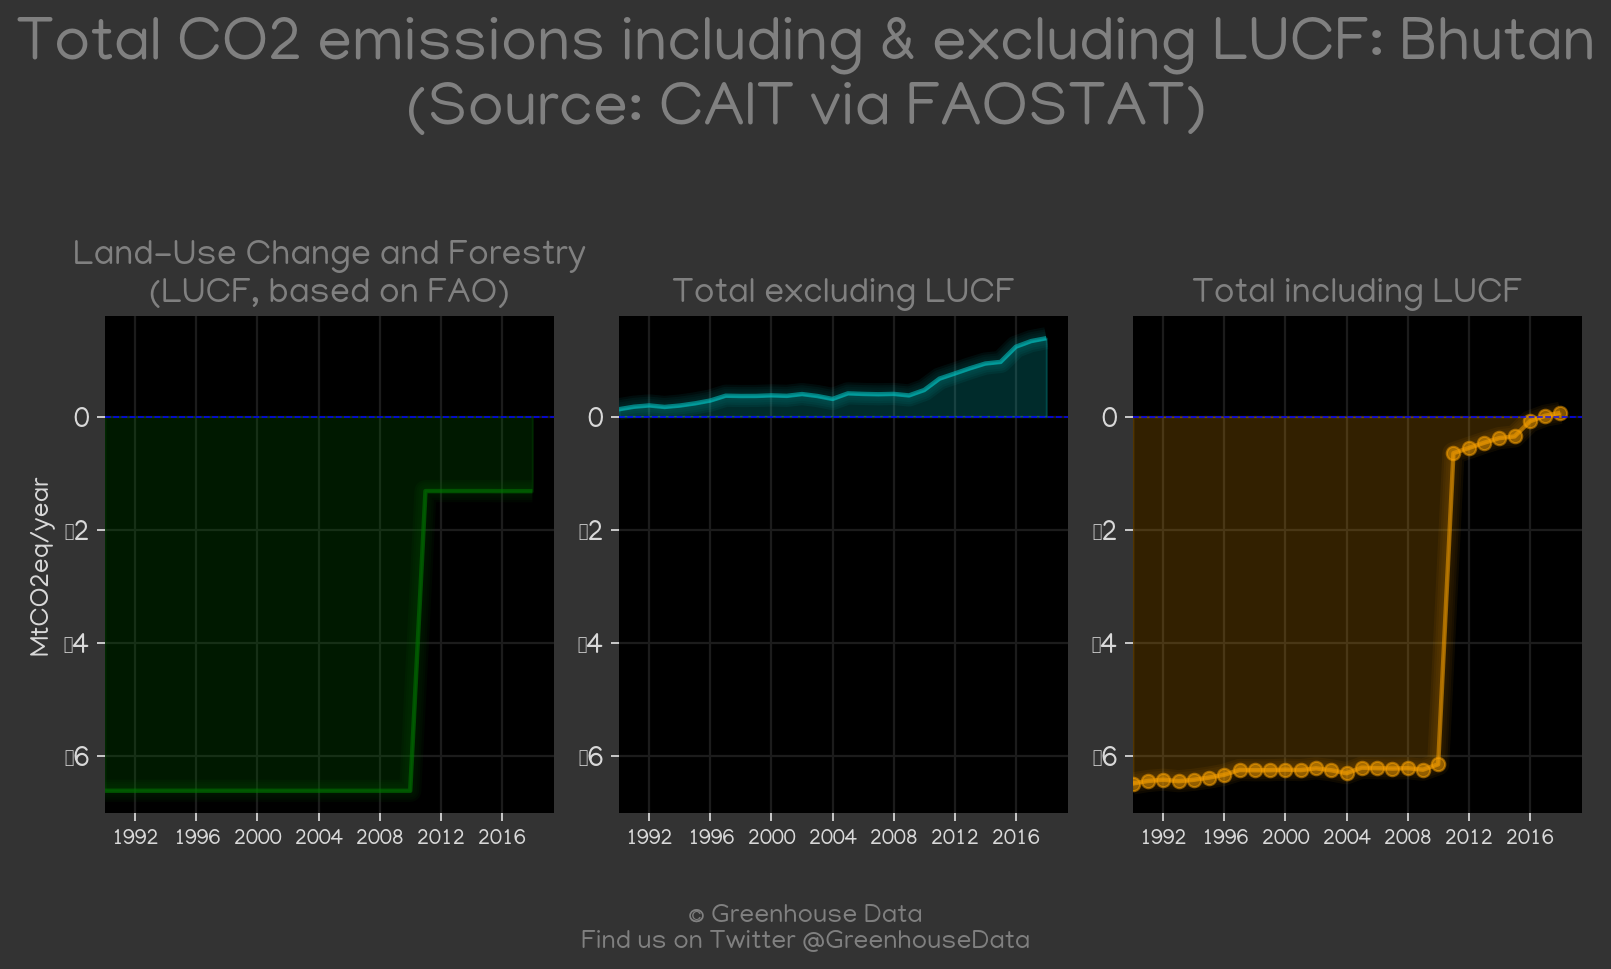 Total CO2 emissions including & excluding LUCF: Bhutan
(Source: CAIT via FAOSTAT)
Land-Use Change and Forestry
(LUCF, based on FAO)
MtCO2eq/year
0
▯2
▯4
▯6
1992 1996 2000 2004 2008 2012 2016
Total excluding LUCF
0
▯2
▯4
▯6
1992 1996 2000 2004 2008 2012 2016
Total including LUCF
0
▯2
▯4
▯6
1992 1996 2000 2004 2008 2012 2016
© Greenhouse Data
Find us on Twitter @GreenhouseData